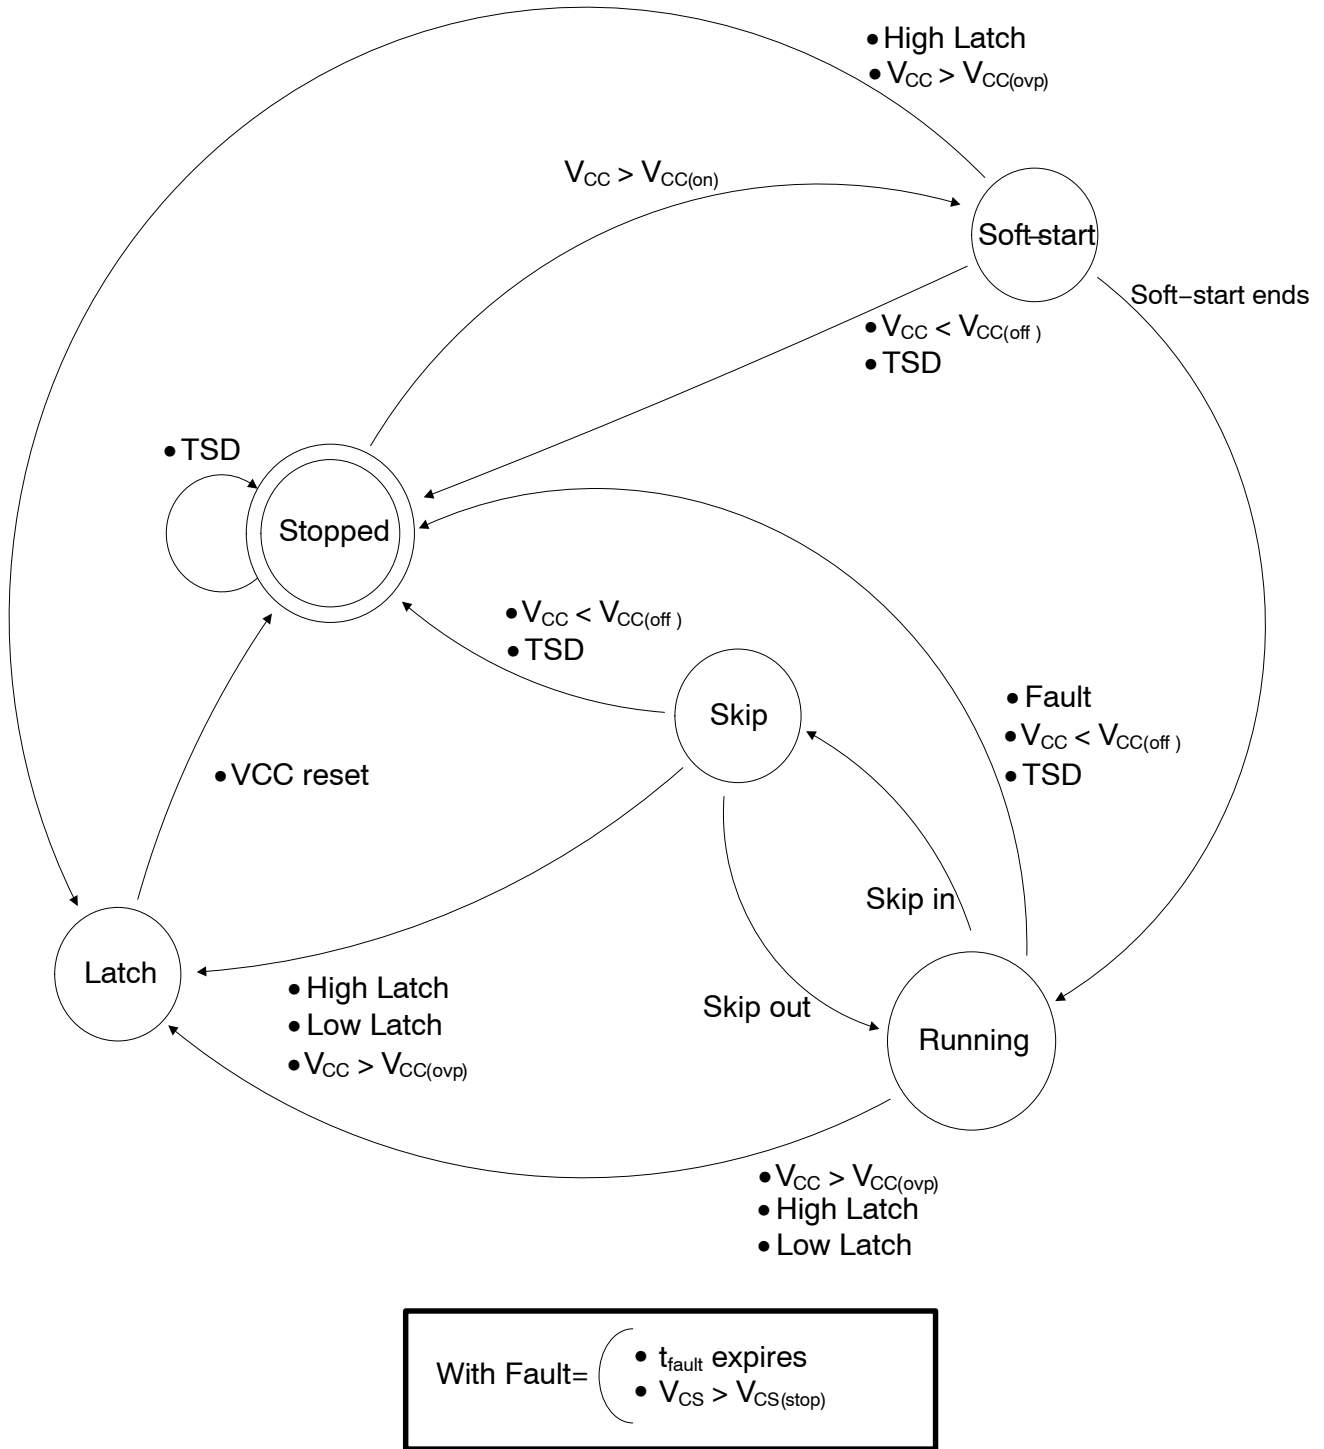 • High Latch
• VCC > VCC(ovp)
VCC > VCC(on)
Soft−start
Soft−start ends
• VCC < VCC(off )
• TSD
• TSD
Stopped
• VCC < VCC(off )
• TSD
Skip
• Fault
• VCC < VCC(off )
• TSD
• VCC reset
Skip in
Latch
• High Latch
• Low Latch
• VCC > VCC(ovp)
Skip out
Running
• VCC > VCC(ovp)
• High Latch
• Low Latch
With Fault=
• tfault expires
• VCS > VCS(stop)